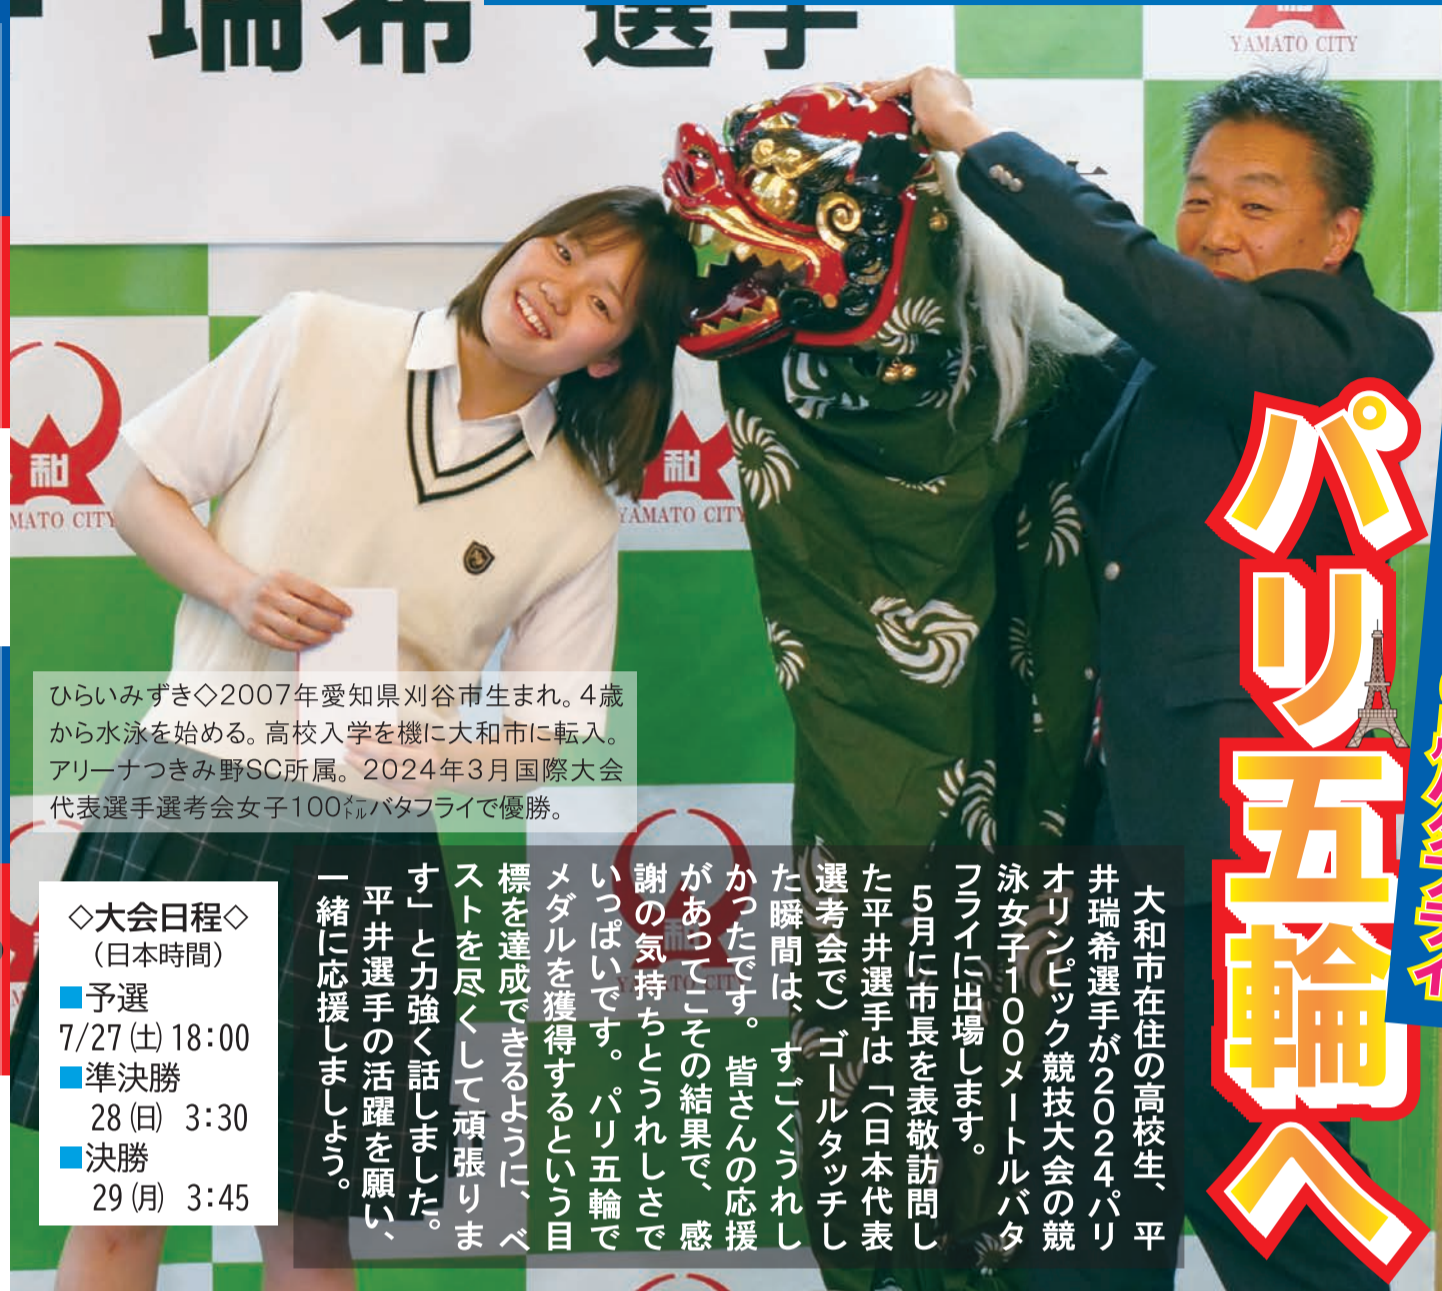 瑞希 選手
YAMATO CITY
パリ五輪へ
バタフライ
和
MATO CITY
和
YAMATO CITY
ひらいみずき◇2007年愛知県刈谷市生まれ。4歳
から水泳を始める。高校入学を機に大和市に転入。
アリーナつきみ野SC所属。2024年3月国際大会
代表選手選考会女子100㍍バタフライで優勝。
大和市在住の高校生、平
井瑞希選手が2024パリ
オリンピック競技大会の競
泳女子100メートルバタ
フライに出場します。
5月に市長を表敬訪問し
た平井選手は「(日本代表
選考会で)ゴールタッチし
た瞬間は、すごくうれし
かったです。皆さんの応援
があってこその結果で、感
謝の気持ちとうれしさで
いっぱいです。パリ五輪で
メダルを獲得するという目
標を達成できるように、ベ
ストを尽くして頑張りま
す」と力強く話しました。
平井選手の活躍を願い、
一緒に応援しましょう。
◇大会日程◇
(日本時間)
■予選
7/27(土)18:00
■準決勝
28(日) 3:30
■決勝
29(月) 3:45